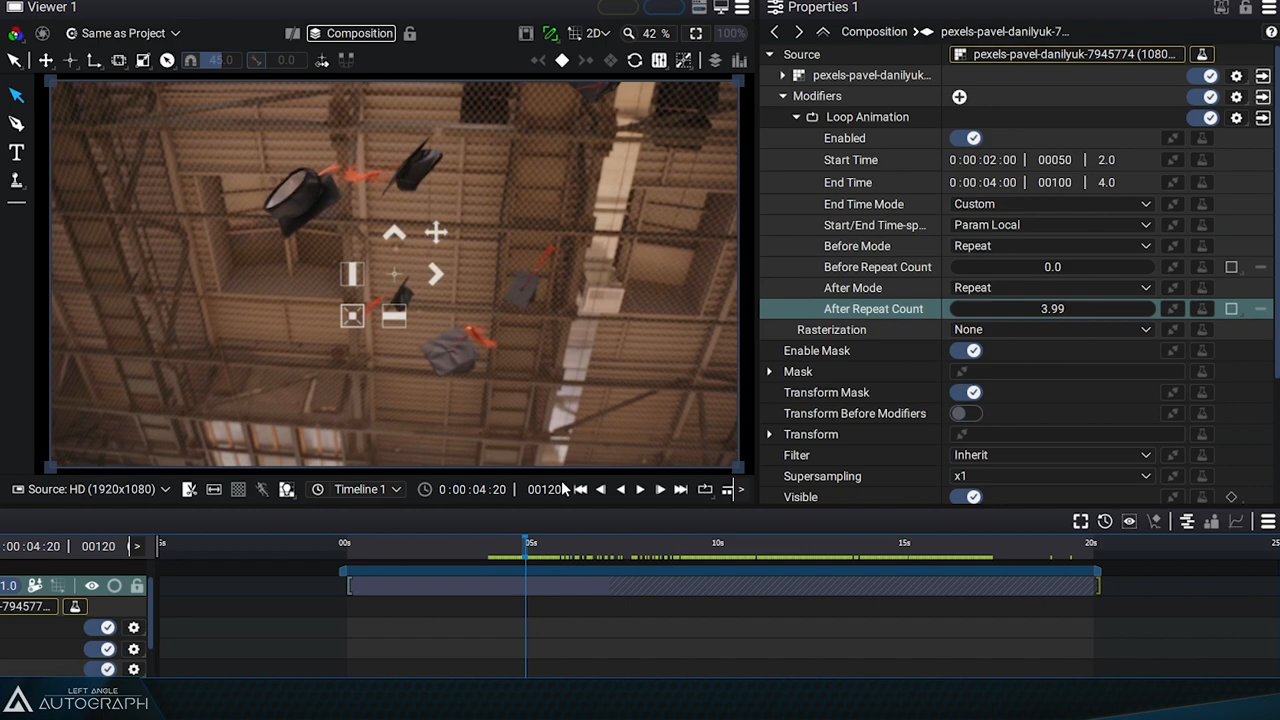 Viewer 1
Properties 1
Same as Project
Composition
2D
42 %
100%
Composition
pexels-pavel-danilyuk-7...
45.0
0.0
Source
pexels-pavel-danilyuk-7945774 (1080...
pexels-pavel-danilyuk...
Modifiers
Loop Animation
Enabled
Start Time
0:00:02:00 00050 2.0
End Time
0:00:04:00 00100 4.0
End Time Mode
Custom
Start/End Time-sp...
Param Local
Before Mode
Repeat
Before Repeat Count
0.0
After Mode
Repeat
After Repeat Count
3.99
Rasterization
None
Enable Mask
Mask
Transform Mask
Transform Before Modifiers
Transform
Filter
Inherit
Supersampling
x1
Visible
Source: HD (1920x1080)
Timeline 1
0:00:04:20
00120
:00:04:20
00120
5s
00s
05s
10s
15s
20s
25
1.0
-794577...
LEFT ANGLE
AUTOGRAPH